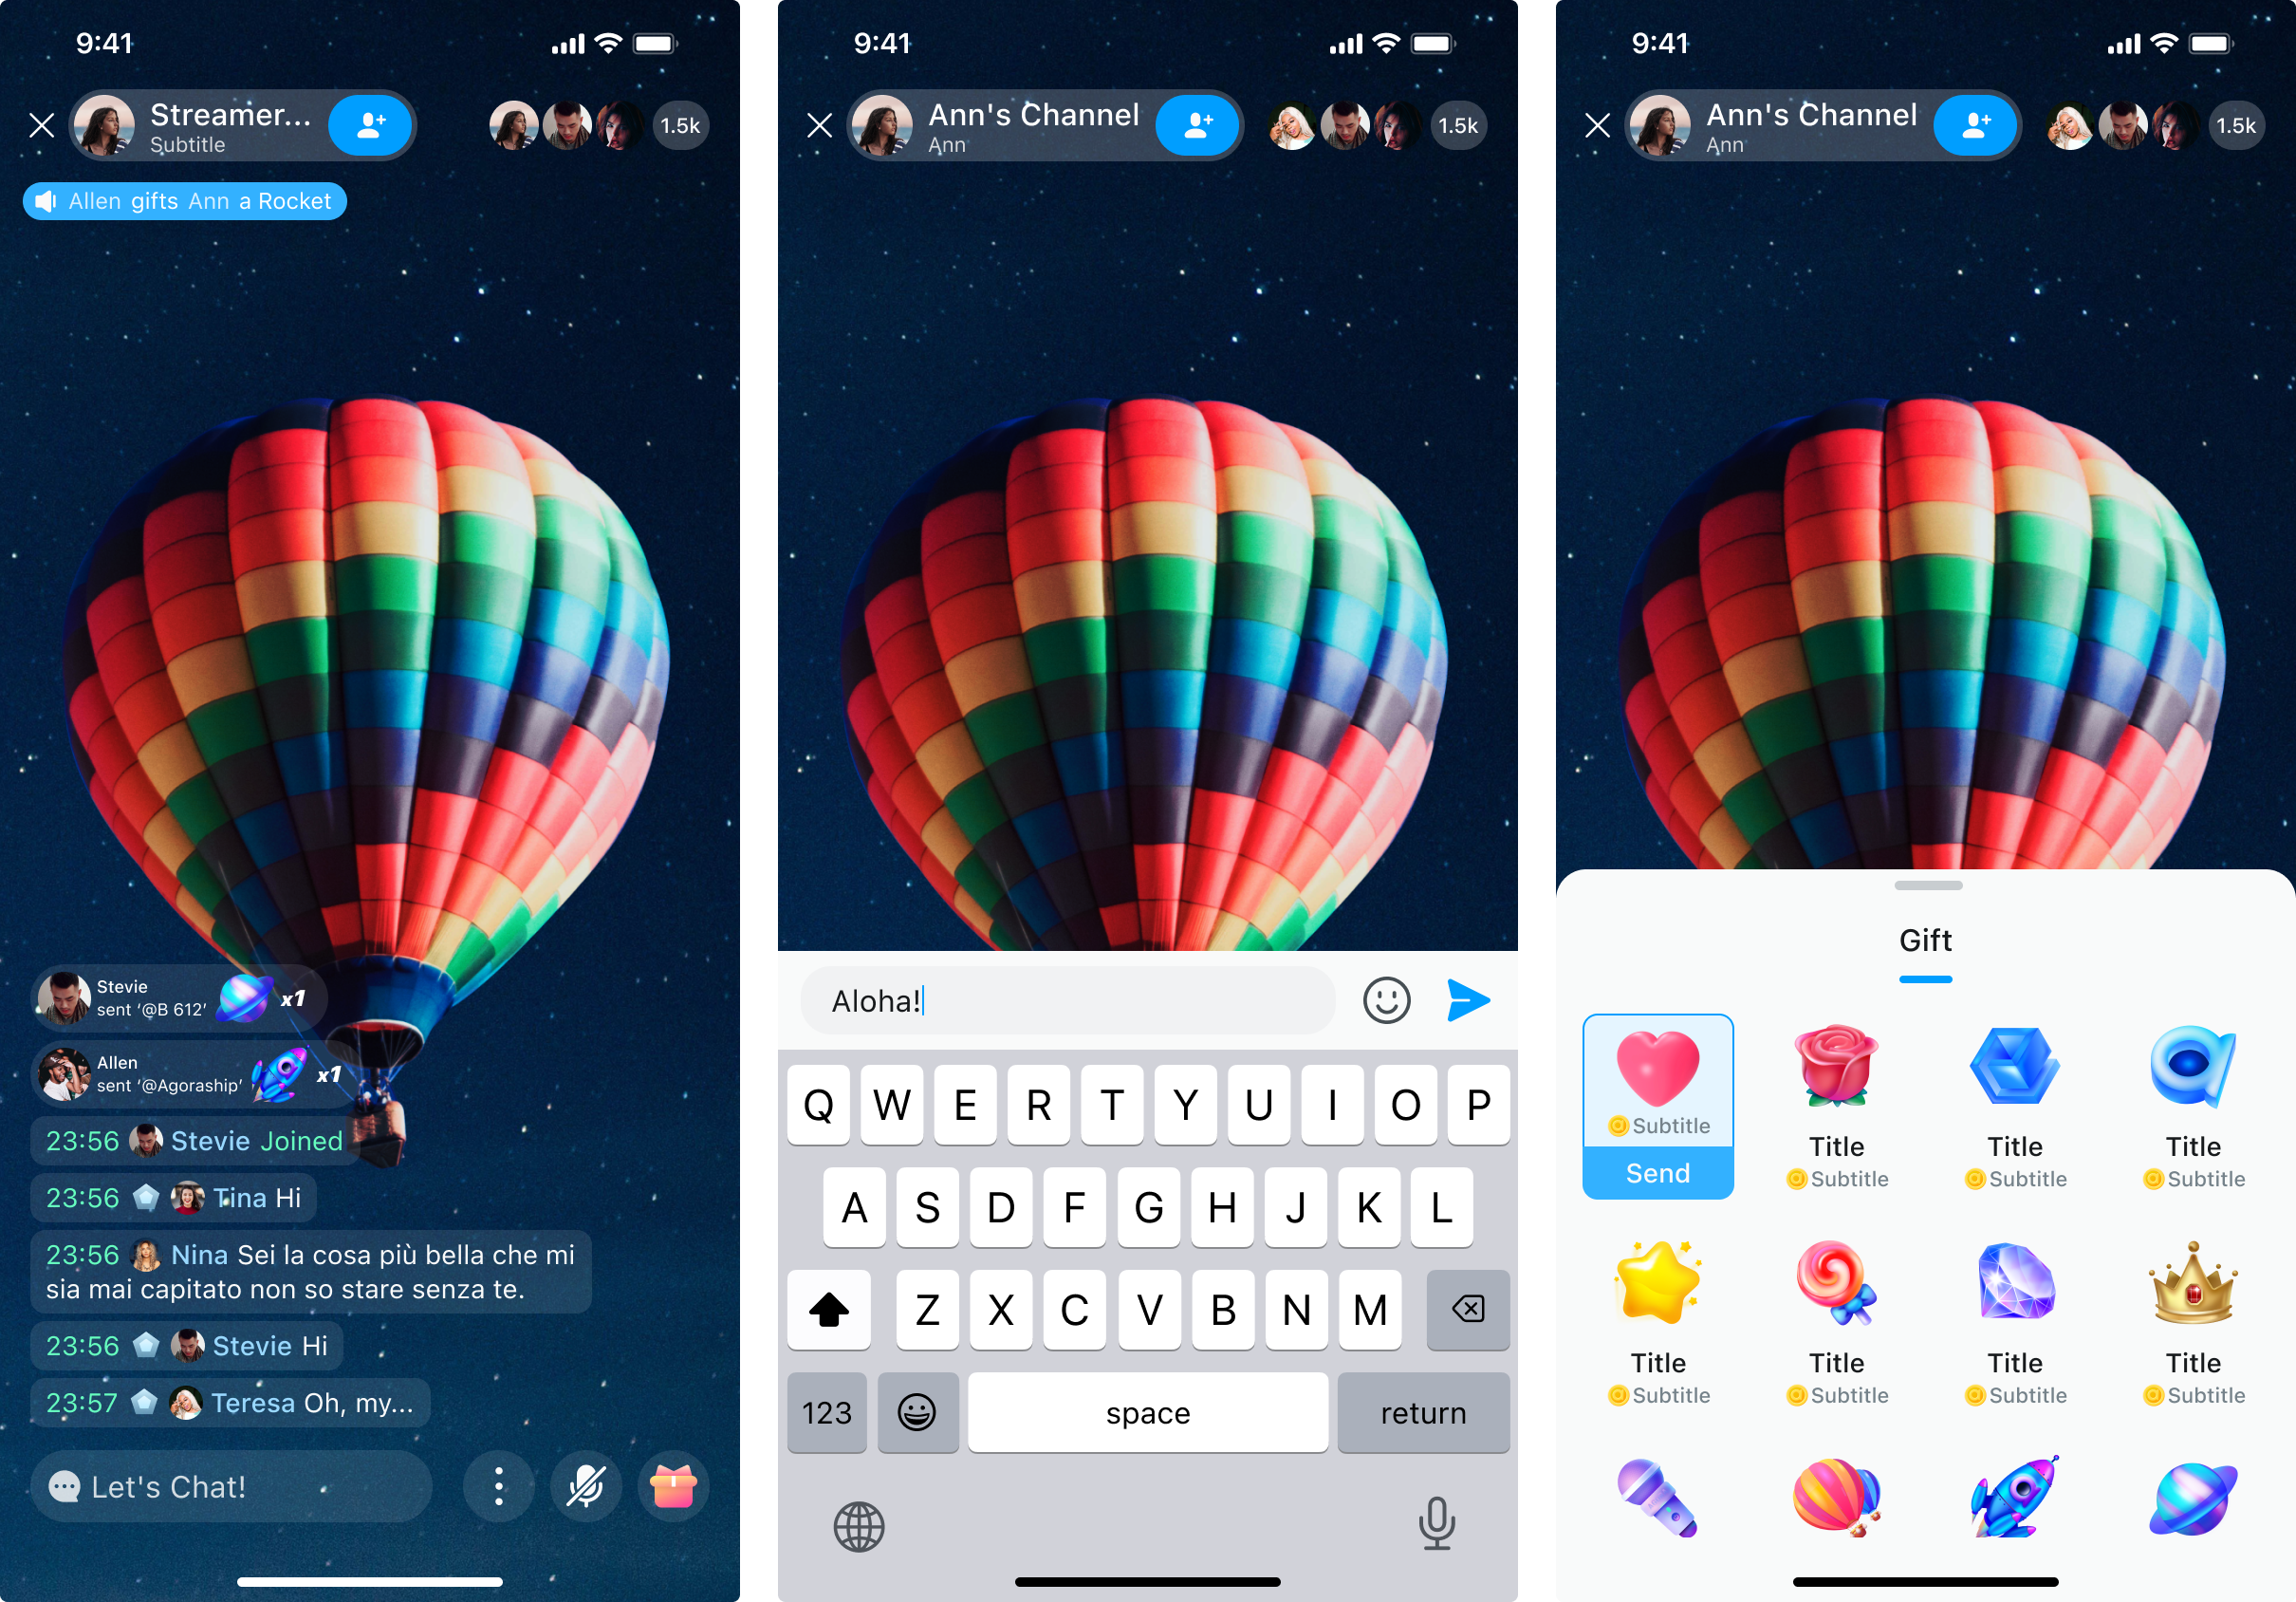 9:41
Streamer...
Subtitle
1.5k
Allen gifts Ann a Rocket
Stevie
sent ‘@B 612’
x1
Allen
sent ‘@Agoraship’
x1
23:56 Stevie Joined
23:56 Tina Hi
23:56 Nina Sei la cosa più bella che mi
sia mai capitato non so stare senza te.
23:56 Stevie Hi
23:57 Teresa Oh, my...
Let's Chat!
9:41
Ann's Channel
Ann
1.5k
Aloha!
Q W E R T Y U I O P
A S D F G H J K L
Z X C V B N M
123 space return
9:41
Ann's Channel
Ann
1.5k
Gift
Subtitle
Send
Title Title Title
Subtitle Subtitle Subtitle
Title Title Title Title
Subtitle Subtitle Subtitle Subtitle